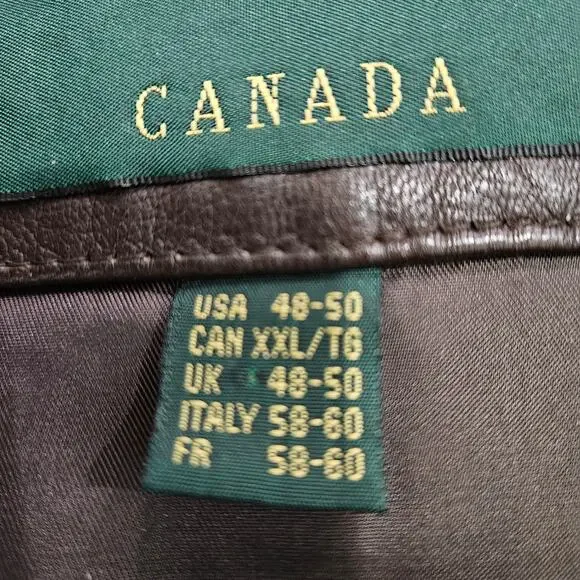 CANADA
USA 48-50
CAN XXL/TG
UK 48-50
ITALY 58-60
FR 58-60